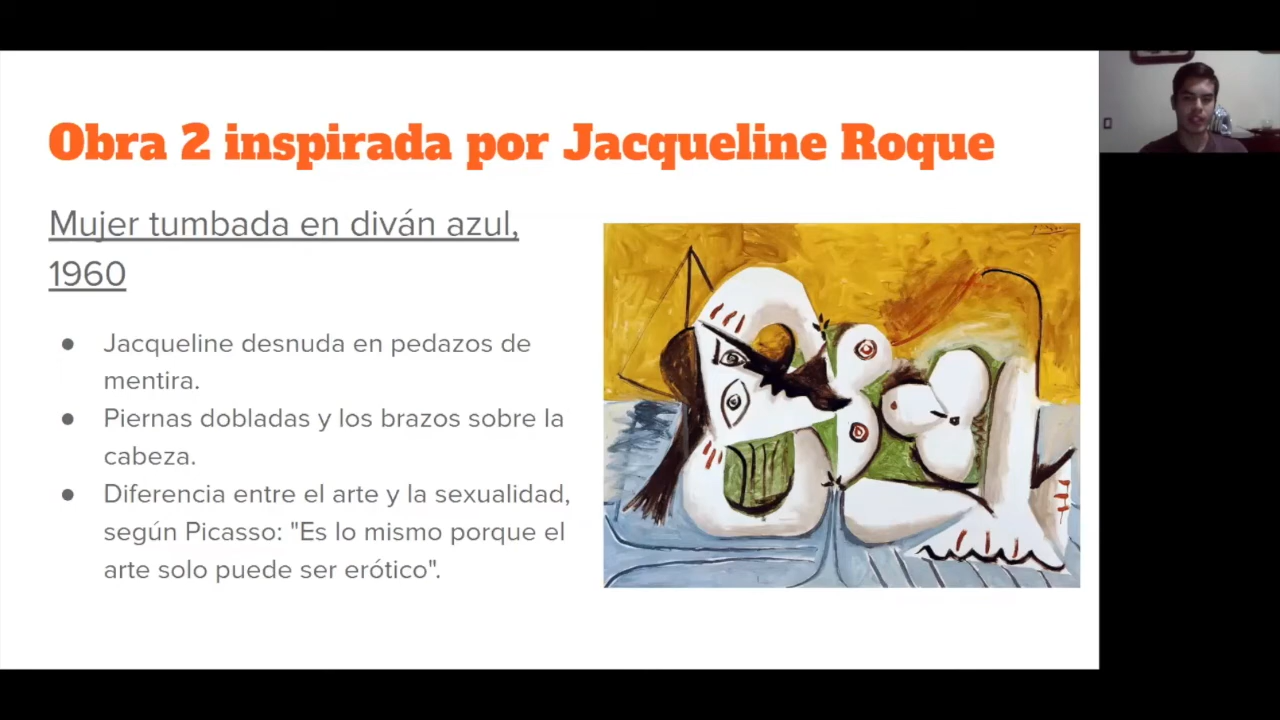 Obra 2 inspirada por Jacqueline Roque
Mujer tumbada en diván azul,
1960
● Jacqueline desnuda en pedazos de
mentira.
● Piernas dobladas y los brazos sobre la
cabeza.
● Diferencia entre el arte y la sexualidad,
según Picasso: "Es lo mismo porque el
arte solo puede ser erótico".